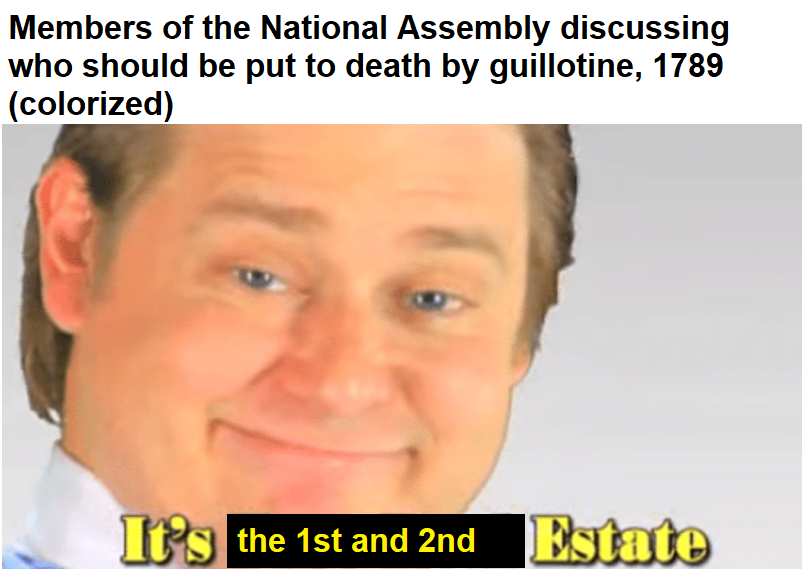 Members of the National Assembly discussing
who should be put to death by guillotine, 1789
(colorized)
It's the 1st and 2nd Estate